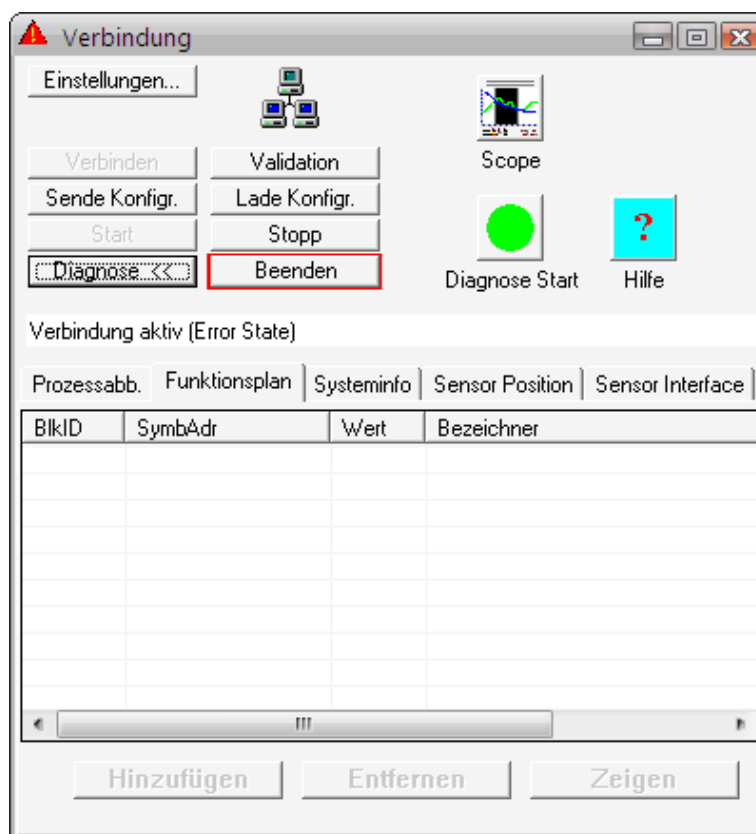 Verbindung
Einstellungen...
Verbinden
Validation
Scope
Sende Konfigr.
Lade Konfigr.
Start
Stopp
?
Diagnose <<
Beenden
Diagnose Start
Hilfe
Verbindung aktiv (Error State)
Prozessabb.
Funktionsplan
Systeminfo
Sensor Position
Sensor Interface
BlkID
SymbAdr
Wert
Bezeichner
Hinzufügen
Entfernen
Zeigen